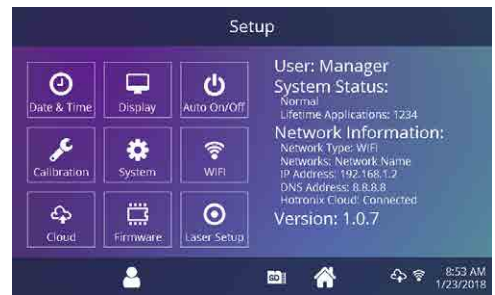 Setup
Date & Time
Display
Auto On/Off
Calibration
System
WIFI
Cloud
Firmware
Laser Setup
User: Manager
System Status:
Normal
Lifetime Applications: 1234
Network Information:
Network Type: WIFI
Networks: Network Name
IP Address: 192.168.1.2
DNS Address: 8.8.8.8
Hotronix Cloud: Connected
Version: 1.0.7
SD
8:53 AM
1/23/2018